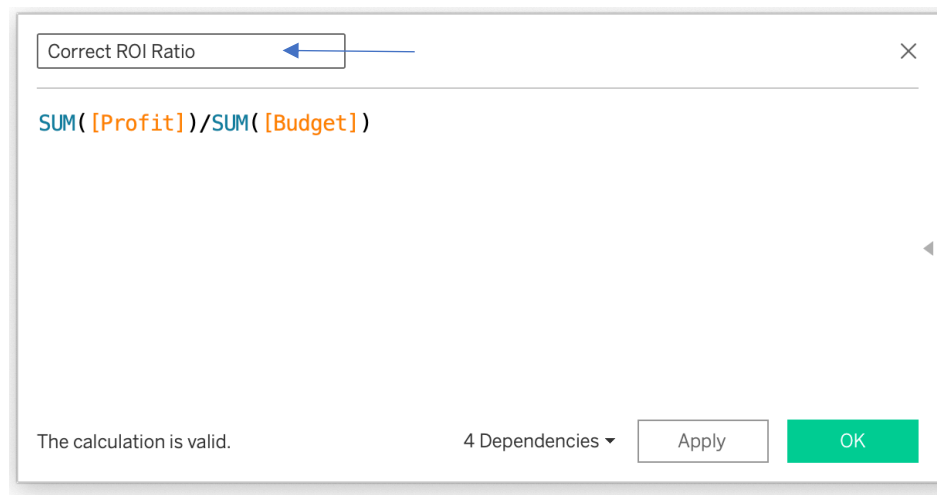 Correct ROI Ratio
SUM([Profit])/SUM([Budget])
The calculation is valid.
4 Dependencies
Apply
OK